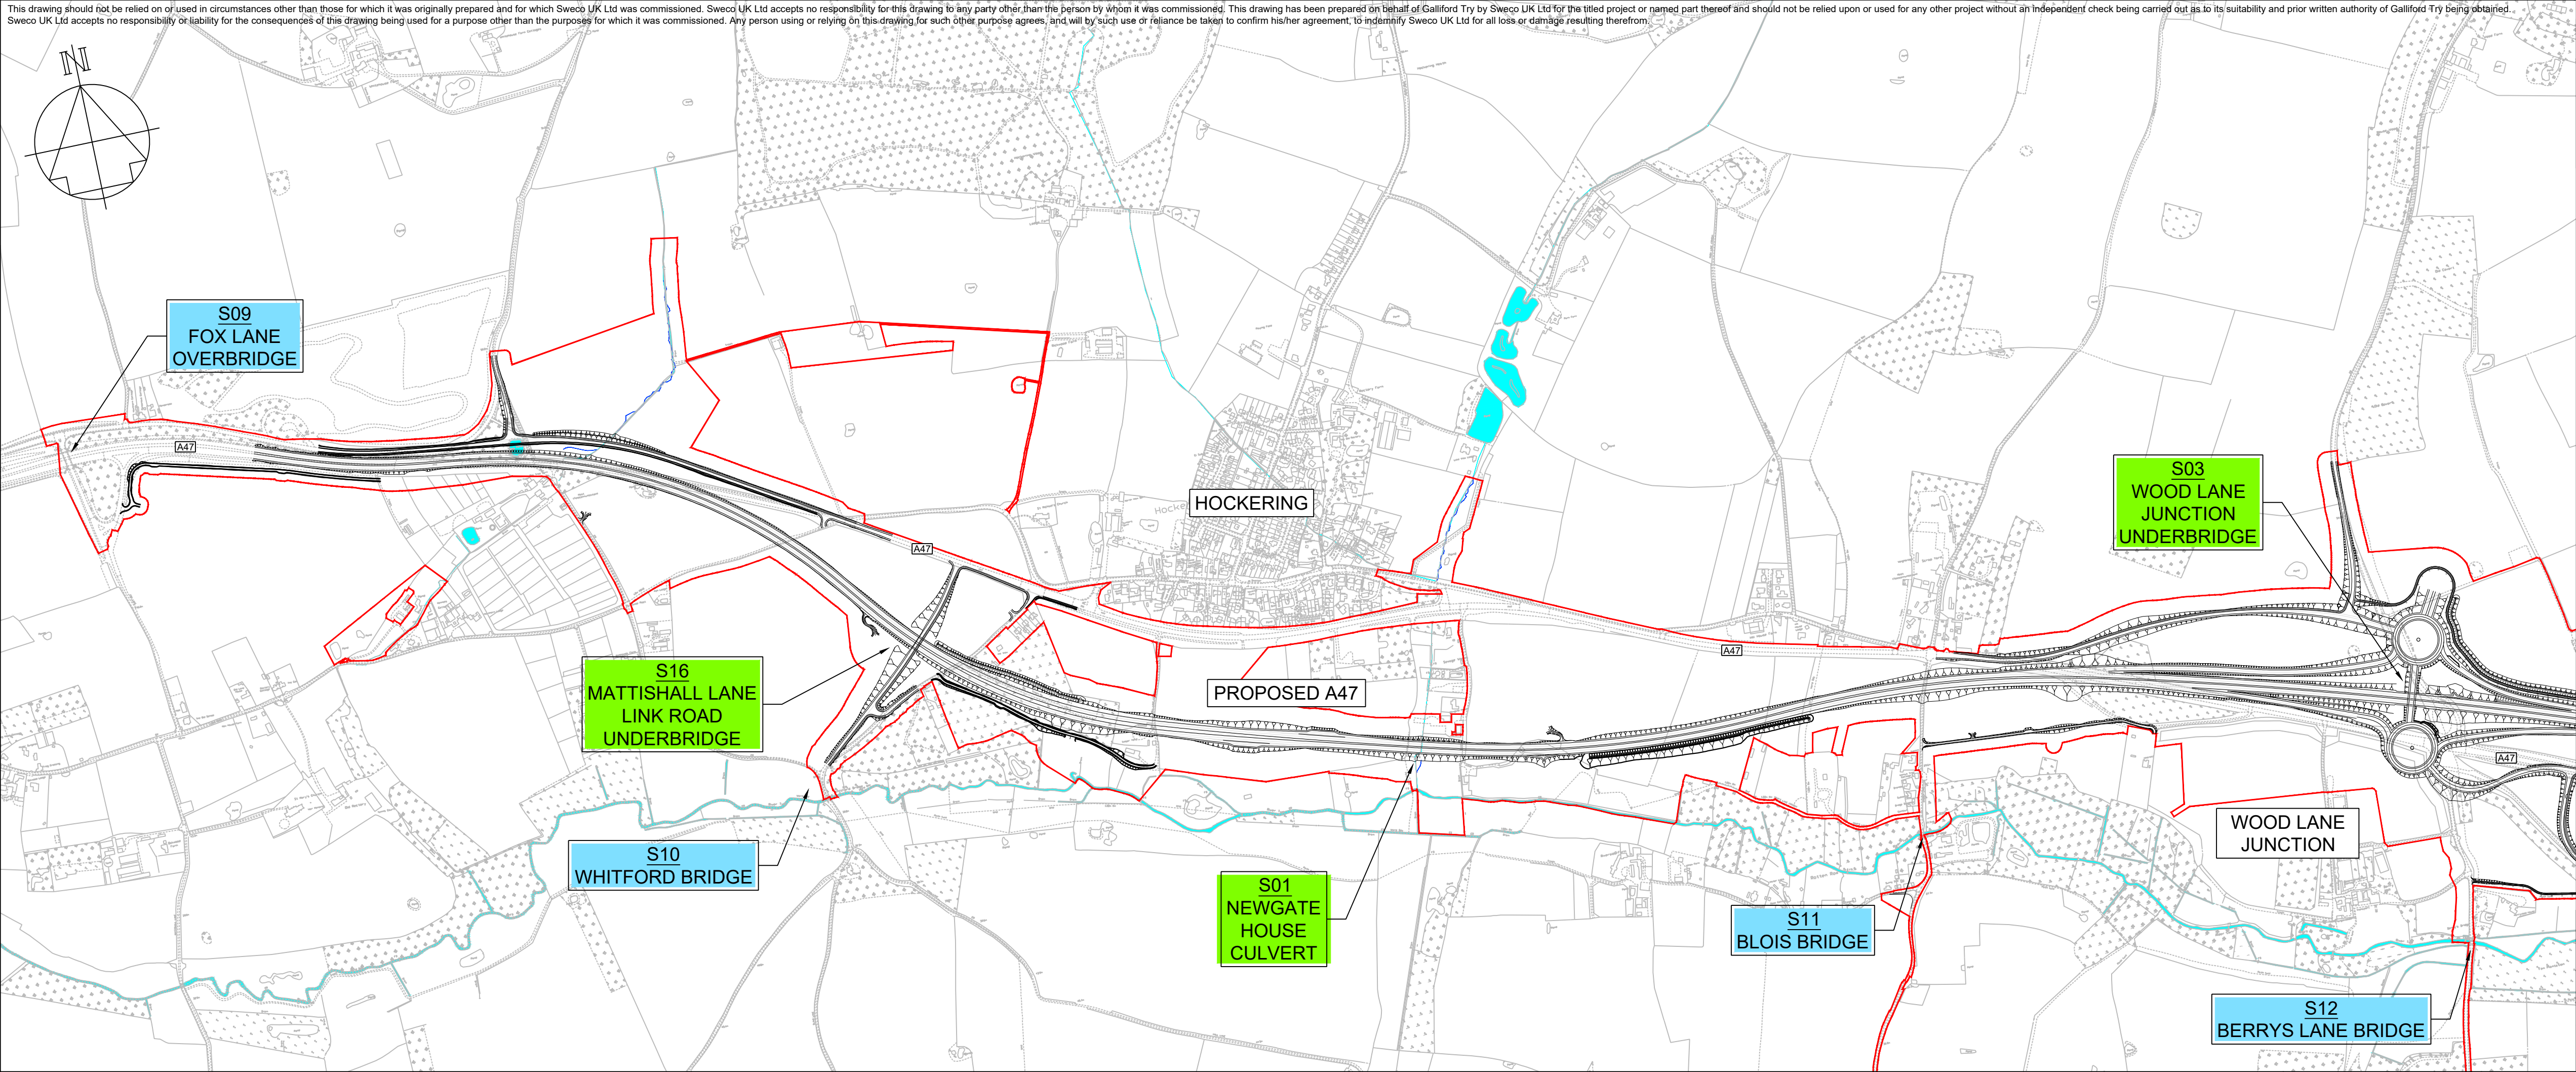 This drawing should not be relied on or used in circumstances other than those for which it was originally prepared and for which Sweco UK Ltd was commissioned. Sweco UK Ltd accepts no responsibility for this drawing to any party other than the person by whom it was commissioned. This drawing has been prepared on behalf of Galliford Try by Sweco UK Ltd for the titled project or named part thereof and should not be relied upon or used for any other project without an independent check being carried out as to its suitability and prior written authority of Galliford Try being obtained.
Sweco UK Ltd accepts no responsibility or liability for the consequences of this drawing being used for a purpose other than the purposes for which it was commissioned. Any person using or relying on this drawing for such other purpose agrees, and will by such use or reliance be taken to confirm his/her agreement, to indemnify Sweco UK Ltd for all loss or damage resulting therefrom.
N
S09
FOX LANE
OVERBRIDGE
A47
HOCKERING
A47
S03
WOOD LANE
JUNCTION
UNDERBRIDGE
S16
MATTISHALL LANE
LINK ROAD
UNDERBRIDGE
PROPOSED A47
A47
A47
WOOD LANE
JUNCTION
S10
WHITFORD BRIDGE
S01
NEWGATE
HOUSE
CULVERT
S11
BLOIS BRIDGE
S12
BERRYS LANE BRIDGE